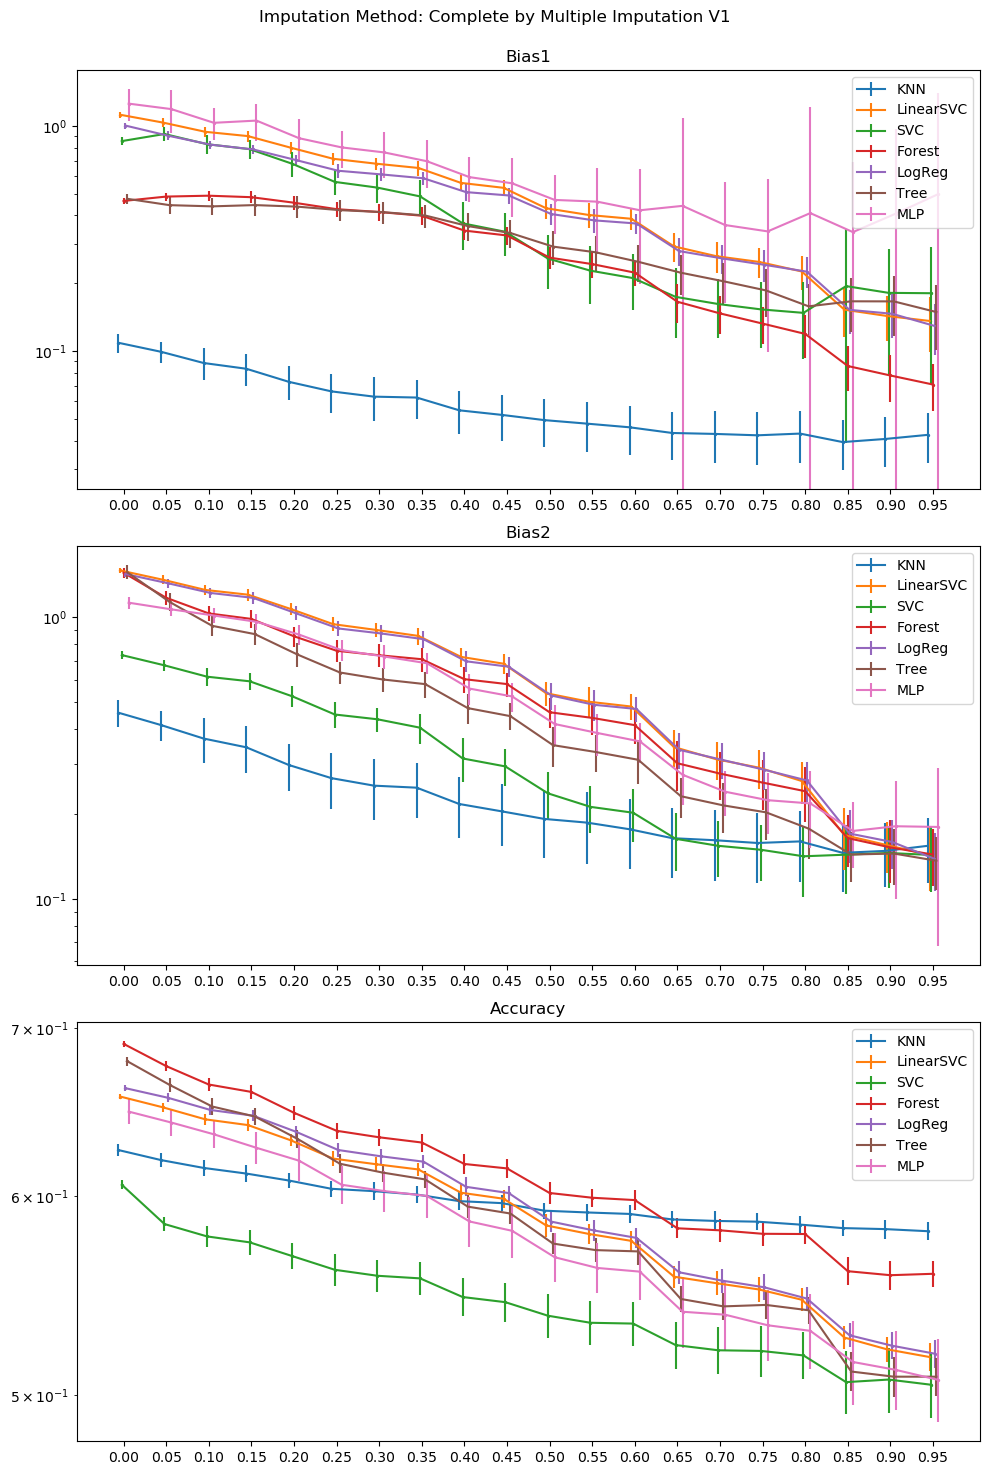 Imputation Method: Complete by Multiple Imputation V1
Bias1
KNN
LinearSVC
SVC
Forest
LogReg
Tree
MLP
10⁰
10⁻¹
0.00 0.05 0.10 0.15 0.20 0.25 0.30 0.35 0.40 0.45 0.50 0.55 0.60 0.65 0.70 0.75 0.80 0.85 0.90 0.95
Bias2
KNN
LinearSVC
SVC
Forest
LogReg
Tree
MLP
10⁰
10⁻¹
0.00 0.05 0.10 0.15 0.20 0.25 0.30 0.35 0.40 0.45 0.50 0.55 0.60 0.65 0.70 0.75 0.80 0.85 0.90 0.95
Accuracy
7 × 10⁻¹
KNN
LinearSVC
SVC
Forest
LogReg
Tree
MLP
6 × 10⁻¹
5 × 10⁻¹
0.00 0.05 0.10 0.15 0.20 0.25 0.30 0.35 0.40 0.45 0.50 0.55 0.60 0.65 0.70 0.75 0.80 0.85 0.90 0.95